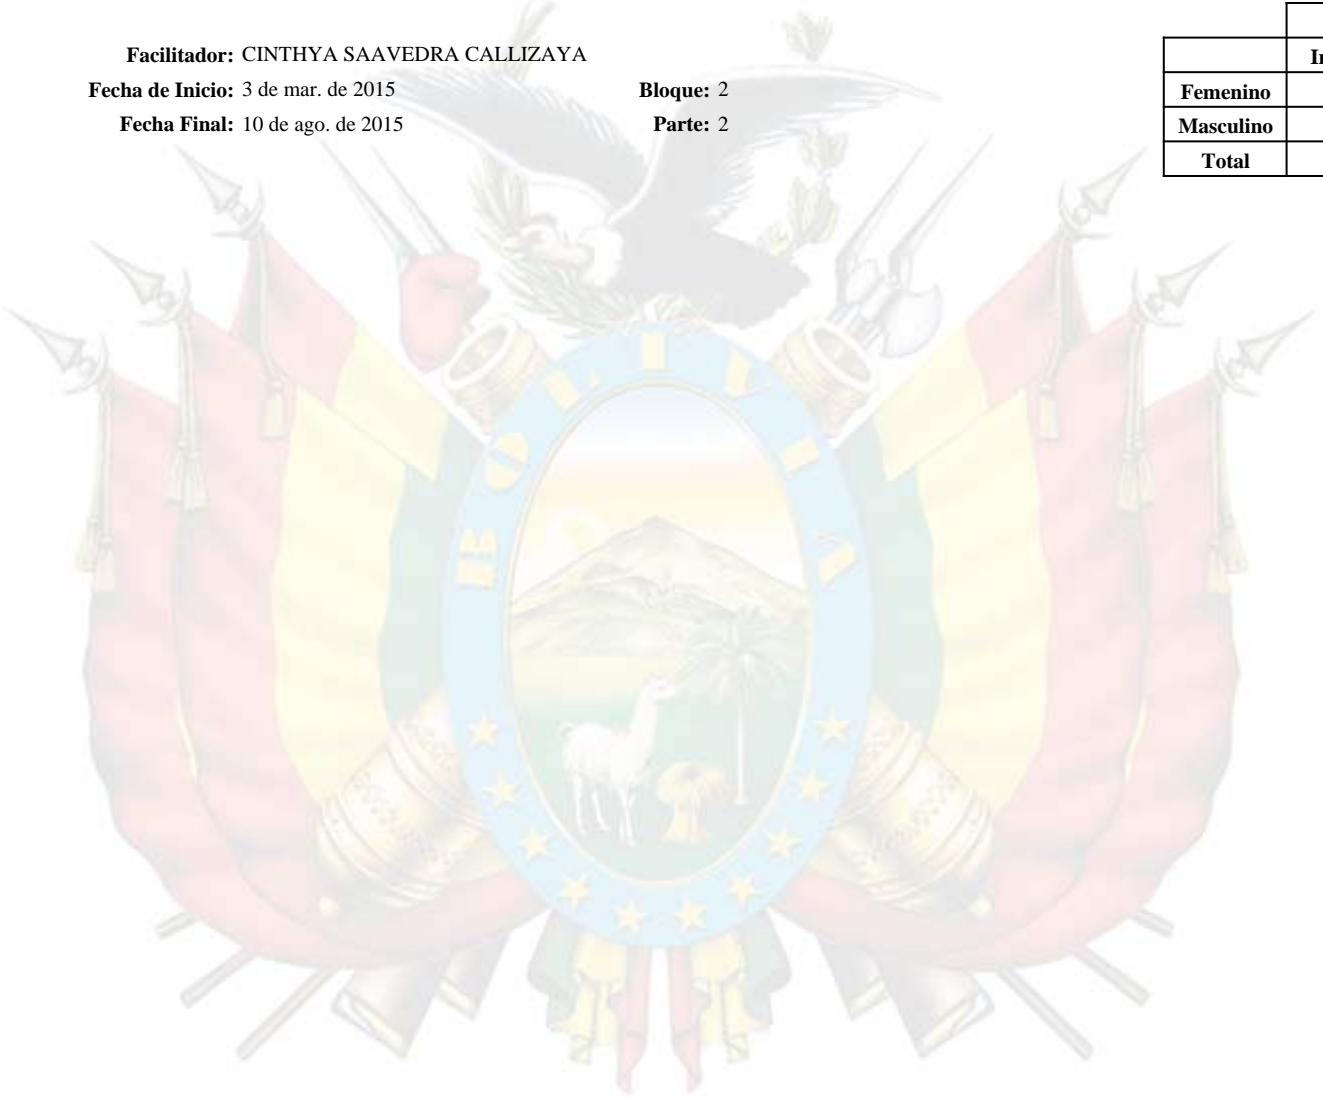 Facilitador: CINTHYA SAAVEDRA CALLIZAYA
Fecha de Inicio: 3 de mar. de 2015 Bloque: 2
Fecha Final: 10 de ago. de 2015 Parte: 2
Femenino
Masculino
Total
BOLIVIA